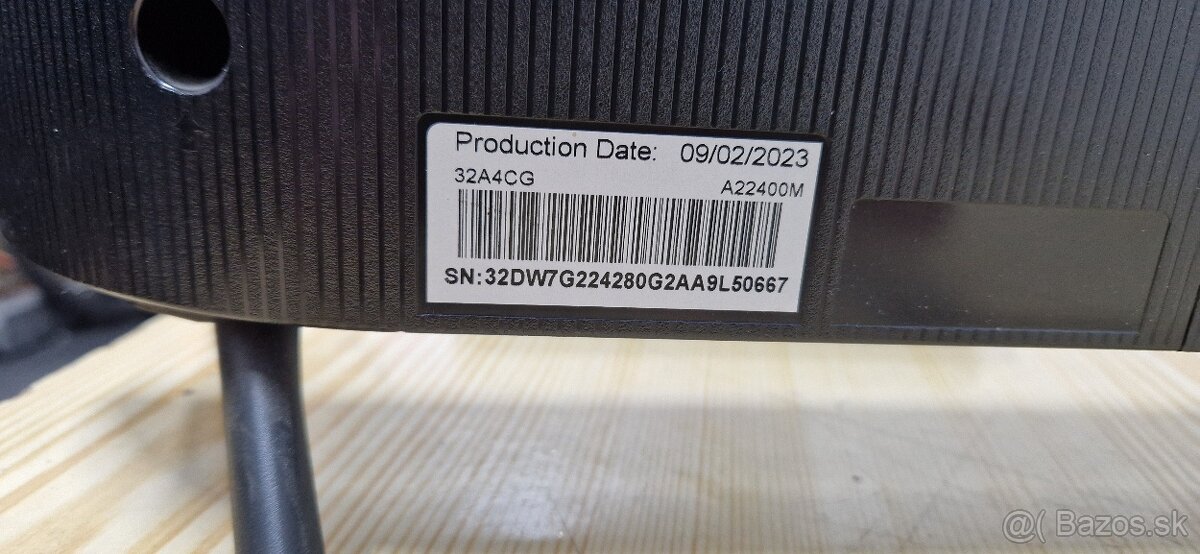 Production Date: 09/02/2023
32A4CG A22400M
SN:32DW7G224280G2AA9L50667
@( Bazos.sk